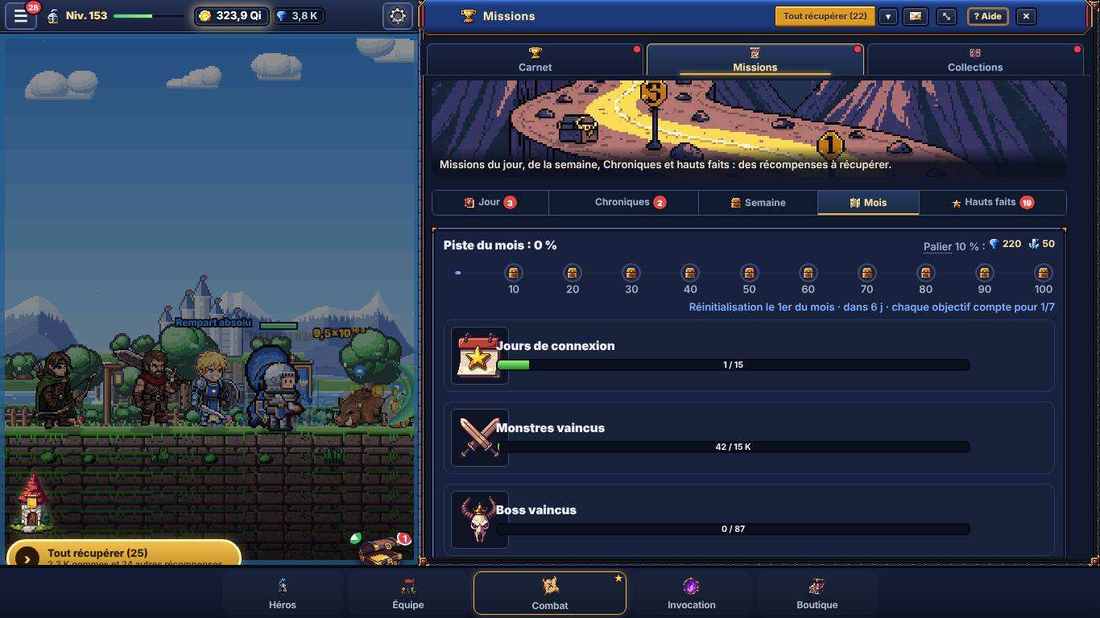 28
Niv. 153
323,9 Qi
3,8 K
Missions
Tout récupérer (22)
? Aide
Carnet
Missions
Collections
5
1
Missions du jour, de la semaine, Chroniques et hauts faits : des récompenses à récupérer.
Jour 3
Chroniques 2
Semaine
Mois
Hauts faits 19
Piste du mois : 0 %
Palier 10 % : 220 50
10 20 30 40 50 60 70 80 90 100
Réinitialisation le 1er du mois · dans 6 j · chaque objectif compte pour 1/7
Jours de connexion
1 / 15
Monstres vaincus
42 / 15 K
Boss vaincus
0 / 87
Rempart absolu
1
Tout récupérer (25)
Héros
Équipe
Combat
Invocation
Boutique